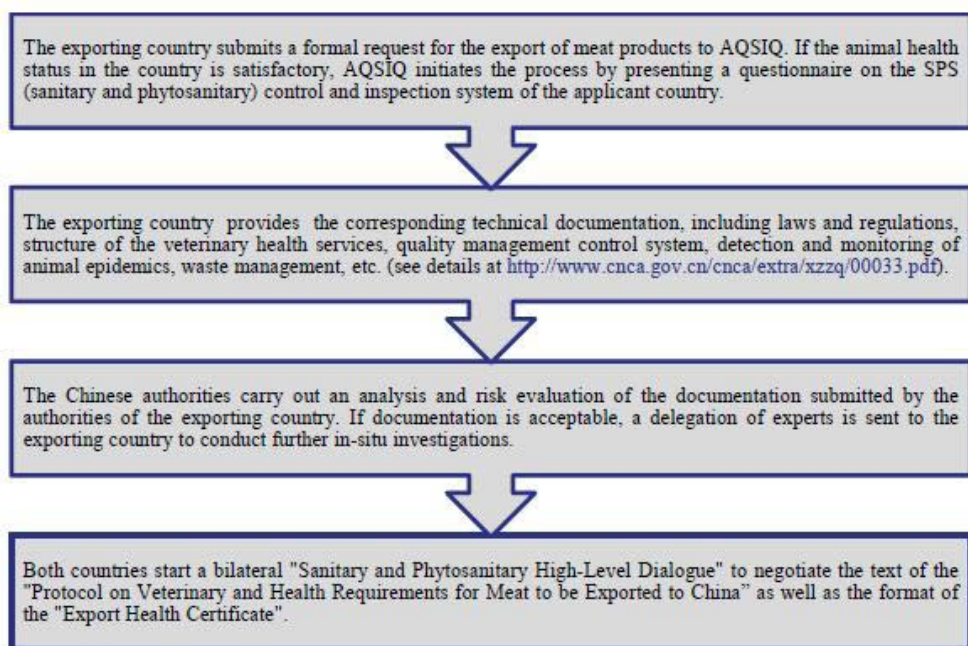 The exporting country submits a formal request for the export of meat products to AQSIQ. If the animal health
status in the country is satisfactory, AQSIQ initiates the process by presenting a questionnaire on the SPS
(sanitary and phytosanitary) control and inspection system of the applicant country.
The exporting country provides the corresponding technical documentation, including laws and regulations,
structure of the veterinary health services, quality management control system, detection and monitoring of
animal epidemics, waste management, etc. (see details at http://www.cnca.gov.cn/cnca/extra/xzzq/00033.pdf).
The Chinese authorities carry out an analysis and risk evaluation of the documentation submitted by the
authorities of the exporting country. If documentation is acceptable, a delegation of experts is sent to the
exporting country to conduct further in-situ investigations.
Both countries start a bilateral "Sanitary and Phytosanitary High-Level Dialogue" to negotiate the text of the
"Protocol on Veterinary and Health Requirements for Meat to be Exported to China” as well as the format of
the "Export Health Certificate".